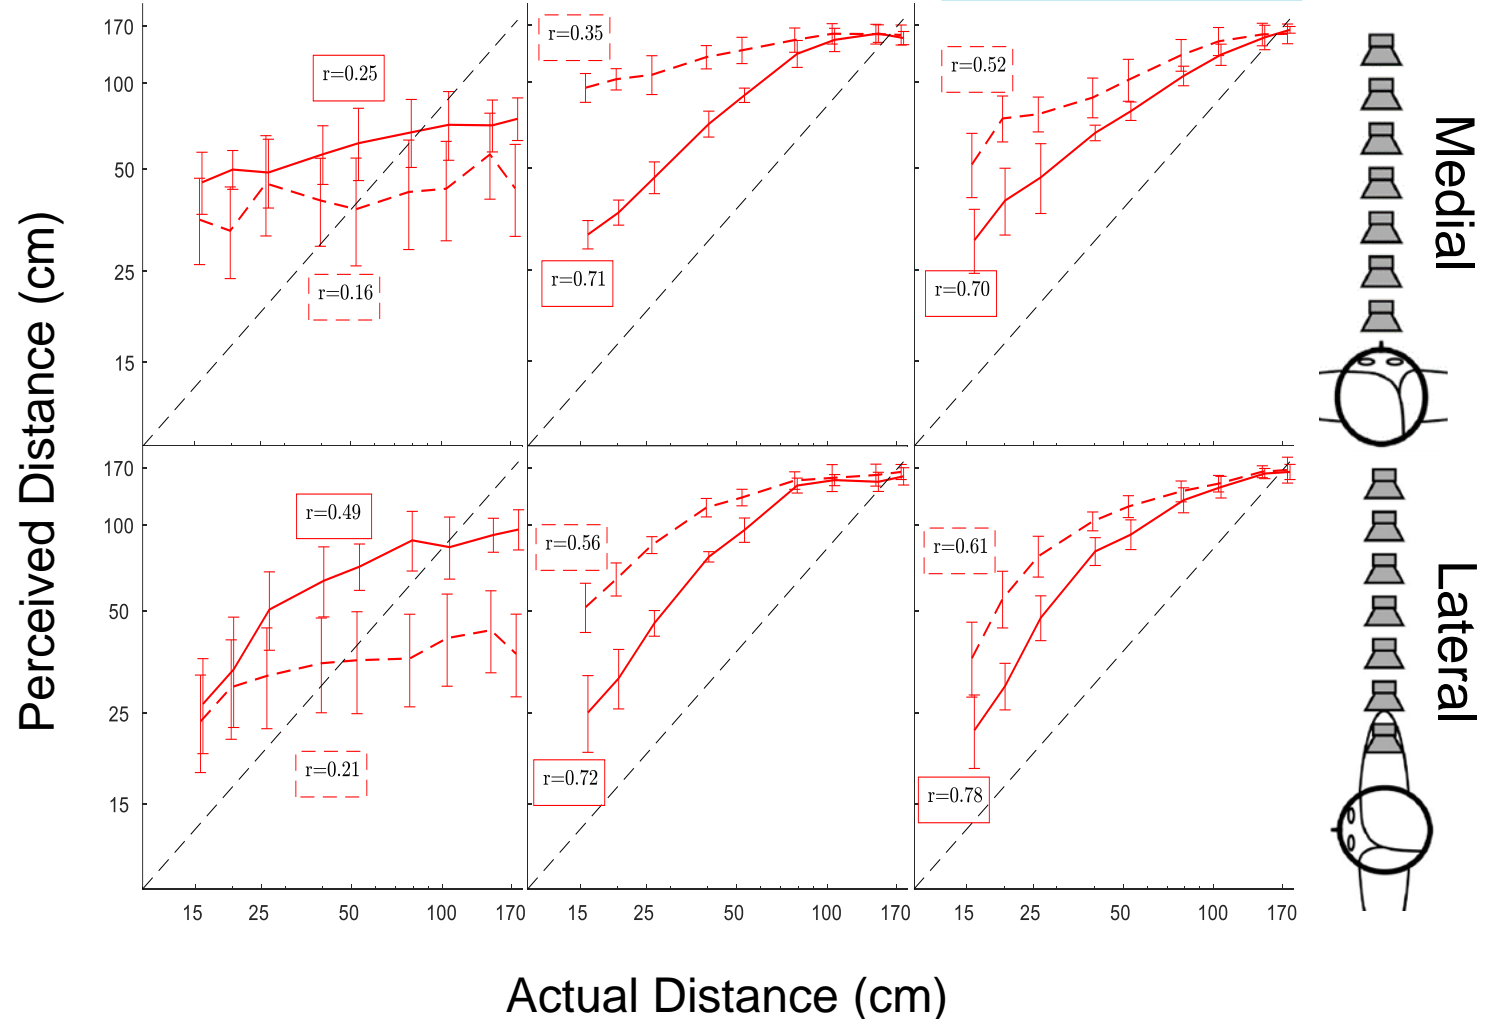 170
100
50
25
15
r=0.25
r=0.16
r=0.35
r=0.71
r=0.52
r=0.70
Medial
170
100
50
25
15
r=0.49
r=0.21
r=0.56
r=0.72
r=0.61
r=0.78
Lateral
15 25 50 100 170
15 25 50 100 170
15 25 50 100 170
Perceived Distance (cm)
Actual Distance (cm)